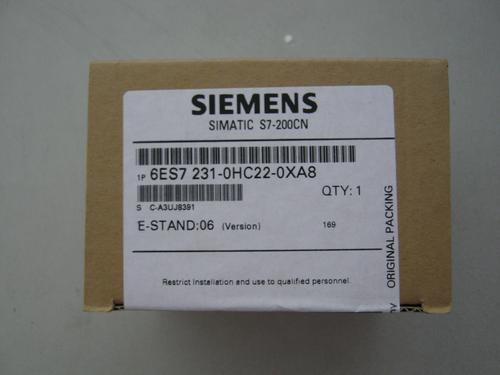 SIEMENS
SIMATIC S7-200CN
1P 6ES7 231-0HC22-0XA8
QTY: 1
S C-A3UJ8391
E-STAND:06 (Version) 169
Restrict Installation and use to qualified personnel.
ORIGINAL PACKING